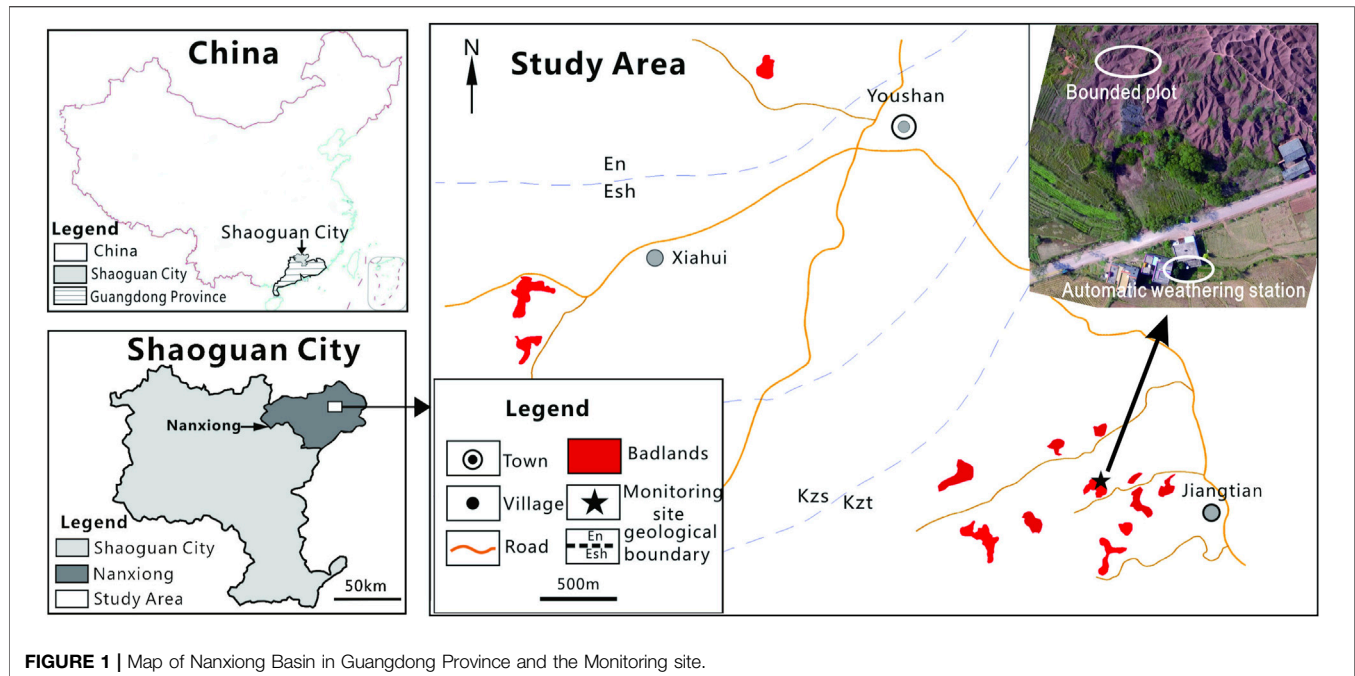 China
Shaoguan City
Legend
China
Shaoguan City
Guangdong Province
Shaoguan City
Nanxiong
Legend
Shaoguan City
Nanxiong
Study Area
50km
N
Study Area
Youshan
En
Esh
Xiahui
Kzs
Kzt
Jiangtian
Bounded plot
Automatic weathering station
Legend
Town
Badlands
Village
Monitoring
site
Road
En
Esh
geological
boundary
500m
FIGURE 1 | Map of Nanxiong Basin in Guangdong Province and the Monitoring site.